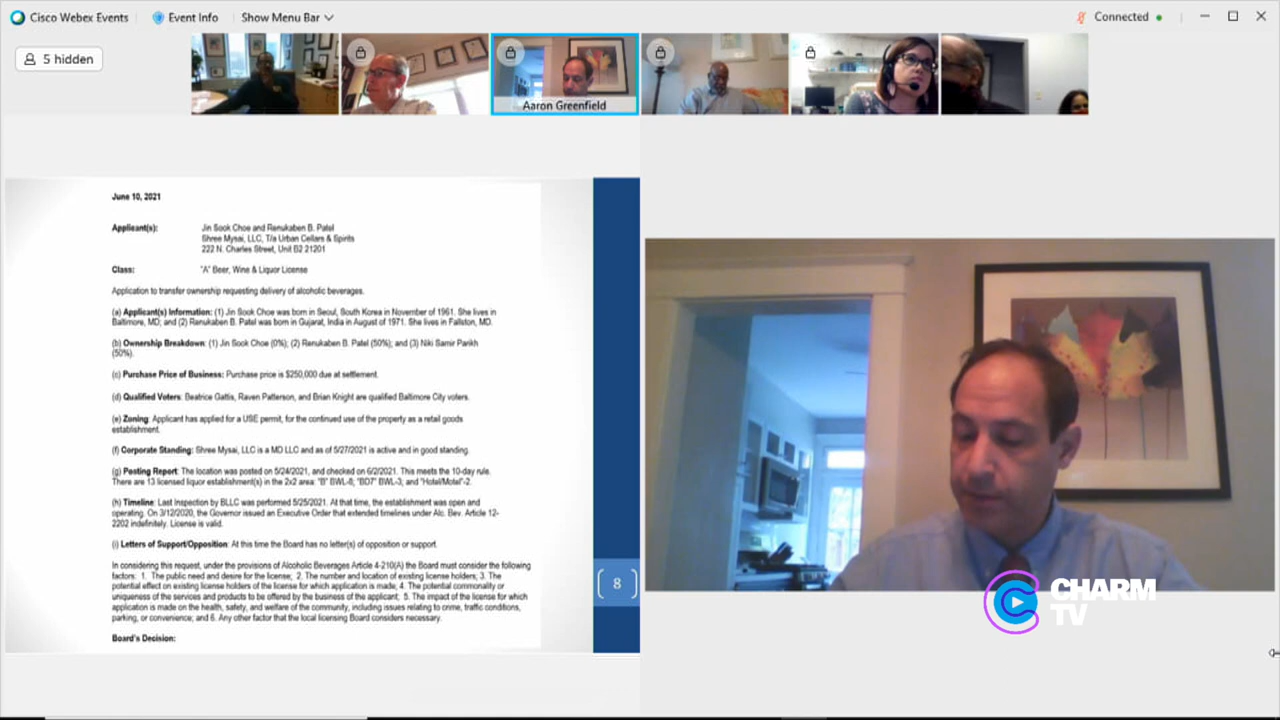 Cisco Webex Events
Event Info
Show Menu Bar
Connected
5 hidden
Aaron Greenfield
June 10, 2021
Applicant(s): Jin Sook Choe and Renukaben B. Patel
Shree Mysai, LLC, T/a Urban Cellars & Spirits
222 N. Charles Street, Unit B2 21201
Class: "A" Beer, Wine & Liquor License
Application to transfer ownership requesting delivery of alcoholic beverages.
(a) Applicant(s) Information: (1) Jin Sook Choe was born in Seoul, South Korea in November of 1961. She lives in
Baltimore, MD; and (2) Renukaben B. Patel was born in Gujarat, India in August of 1971. She lives in Fallston, MD.
(b) Ownership Breakdown: (1) Jin Sook Choe (0%); (2) Renukaben B. Patel (50%); and (3) Niki Samir Parikh
(50%).
(c) Purchase Price of Business: Purchase price is $250,000 due at settlement.
(d) Qualified Voters: Beatrice Gattis, Raven Patterson, and Brian Knight are qualified Baltimore City voters.
(e) Zoning: Applicant has applied for a USE permit, for the continued use of the property as a retail goods
establishment.
(f) Corporate Standing: Shree Mysai, LLC is a MD LLC and as of 5/27/2021 is active and in good standing.
(g) Posting Report: The location was posted on 5/24/2021, and checked on 6/2/2021. This meets the 10-day rule.
There are 13 licensed liquor establishment(s) in the 2x2 area: "B" BWL-8; "BD7" BWL-3; and "Hotel/Motel"-2.
(h) Timeline: Last Inspection by BLLC was performed 5/25/2021. At that time, the establishment was open and
operating. On 3/12/2020, the Governor issued an Executive Order that extended timelines under Alc. Bev. Article 12-
2202 indefinitely. License is valid.
(i) Letters of Support/Opposition: At this time the Board has no letter(s) of opposition or support.
In considering this request, under the provisions of Alcoholic Beverages Article 4-210(A) the Board must consider the following
factors: 1. The public need and desire for the license; 2. The number and location of existing license holders; 3. The
potential effect on existing license holders of the license for which application is made; 4. The potential commonality or
uniqueness of the services and products to be offered by the business of the applicant; 5. The impact of the license for which
application is made on the health, safety, and welfare of the community, including issues relating to crime, traffic conditions,
parking, or convenience; and 6. Any other factor that the local licensing Board considers necessary.
Board's Decision:
8
CHARM
TV